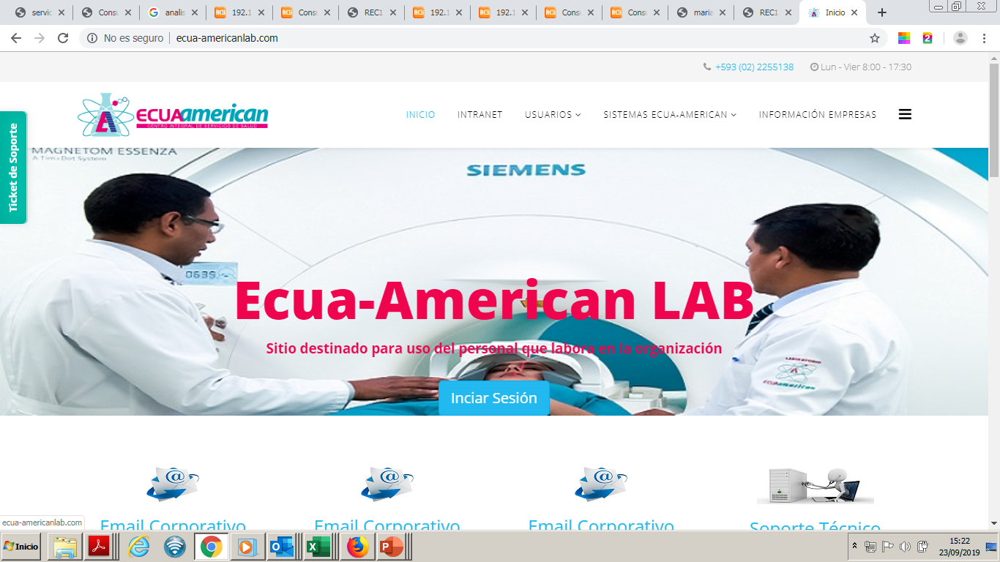 servic
Consu
analis
192.1
Consu
REC1
192.1
192.1
Consu
Consu
maria
REC1
Inicio
No es seguro
ecua-americanlab.com
+593 (02) 2255138
Lun - Vier 8:00 - 17:30
ECUAamerican
CENTRO INTEGRAL DE SERVICIOS DE SALUD
INICIO
INTRANET
USUARIOS
SISTEMAS ECUA-AMERICAN
INFORMACIÓN EMPRESAS
Ticket de Soporte
MAGNETOM ESSENZA
A Tim+Dot System
SIEMENS
0635
Ecua-American LAB
Sitio destinado para uso del personal que labora en la organización
LABORATORIO
ECUAamerican
Inciar Sesión
Email Corporativo
Email Corporativo
Email Corporativo
Soporte Técnico
ecua-americanlab.com
Inicio
15:22
23/09/2019